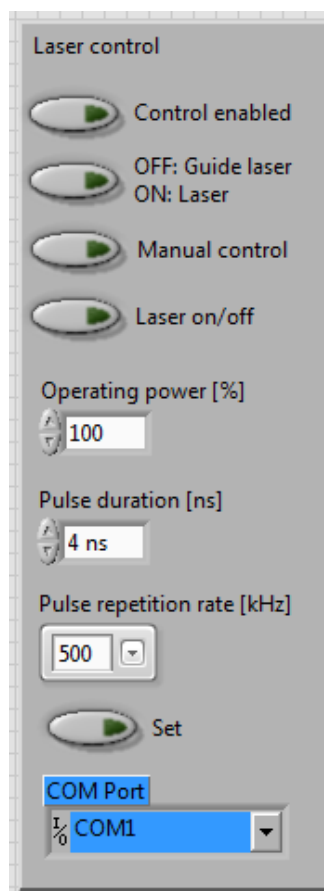 Laser control
Control enabled
OFF: Guide laser
ON: Laser
Manual control
Laser on/off
Operating power [%]
100
Pulse duration [ns]
4 ns
Pulse repetition rate [kHz]
500
Set
COM Port
I/O COM1